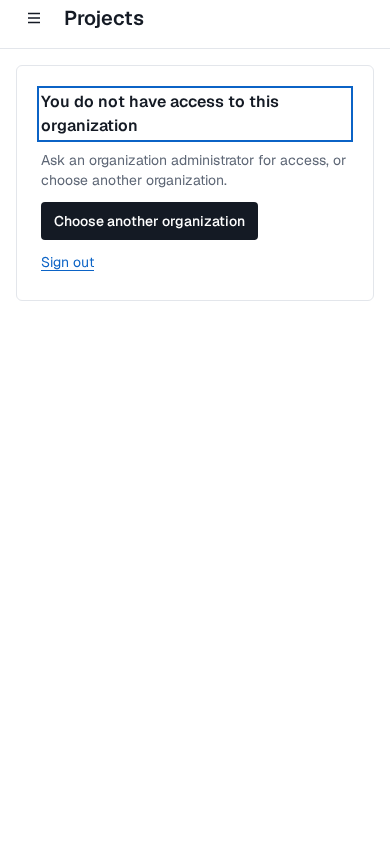 Projects
You do not have access to this
organization
Ask an organization administrator for access, or
choose another organization.
Choose another organization
Sign out